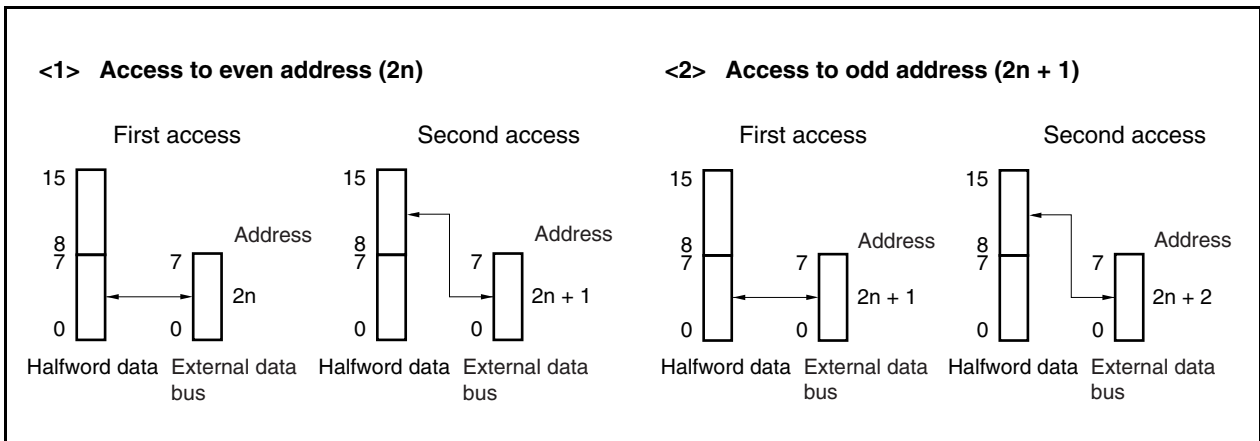 <1> Access to even address (2n)
<2> Access to odd address (2n + 1)
First access
Second access
First access
Second access
15
8
7
0
Address
7
2n
0
Halfword data
External data
bus
15
8
7
0
Address
7
2n + 1
0
Halfword data
External data
bus
15
8
7
0
Address
7
2n + 1
0
Halfword data
External data
bus
15
8
7
0
Address
7
2n + 2
0
Halfword data
External data
bus